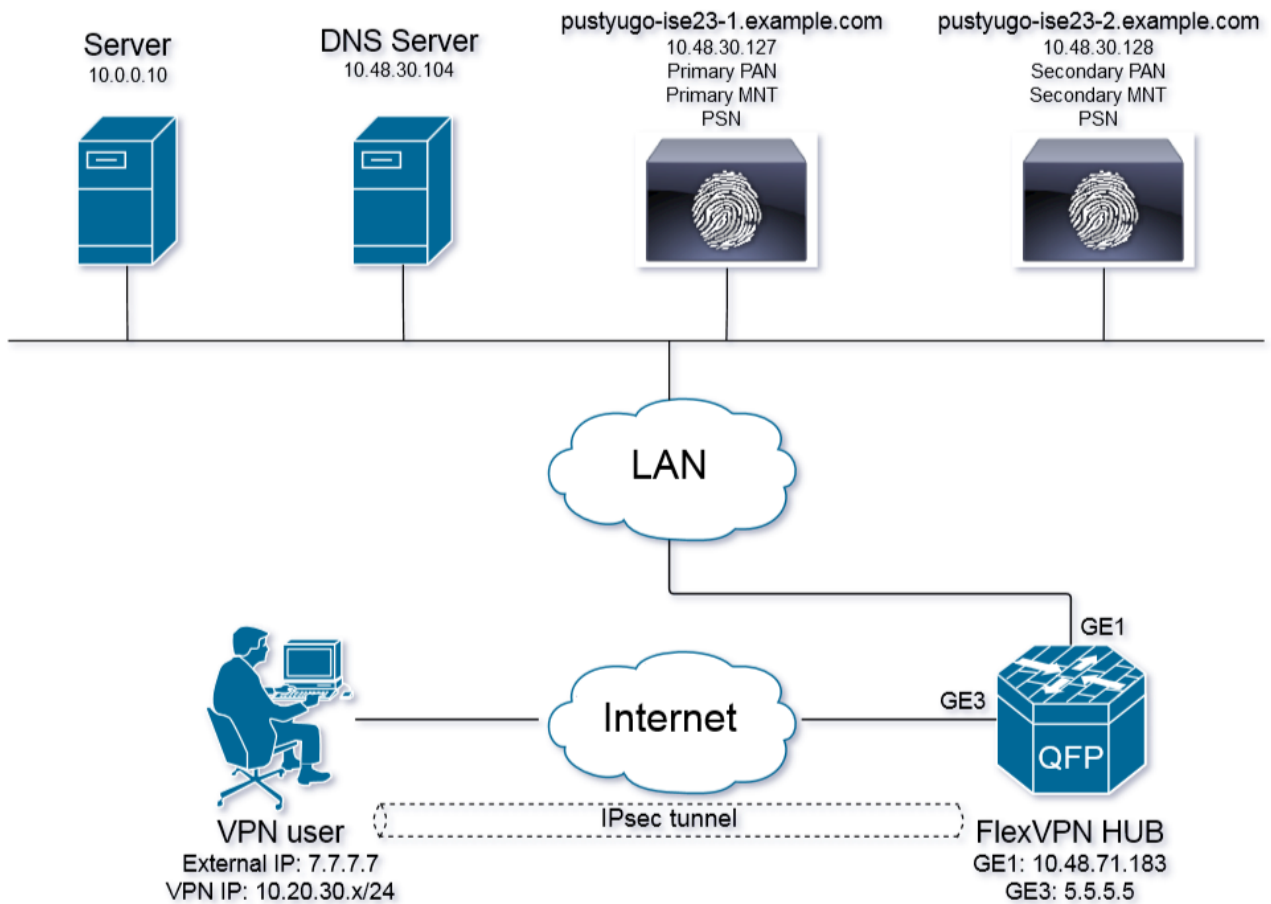 Server
10.0.0.10
DNS Server
10.48.30.104
pustyugo-ise23-1.example.com
10.48.30.127
Primary PAN
Primary MNT
PSN
pustyugo-ise23-2.example.com
10.48.30.128
Secondary PAN
Secondary MNT
PSN
LAN
GE1
GE3
Internet
QFP
IPsec tunnel
VPN user
External IP: 7.7.7.7
VPN IP: 10.20.30.x/24
FlexVPN HUB
GE1: 10.48.71.183
GE3: 5.5.5.5